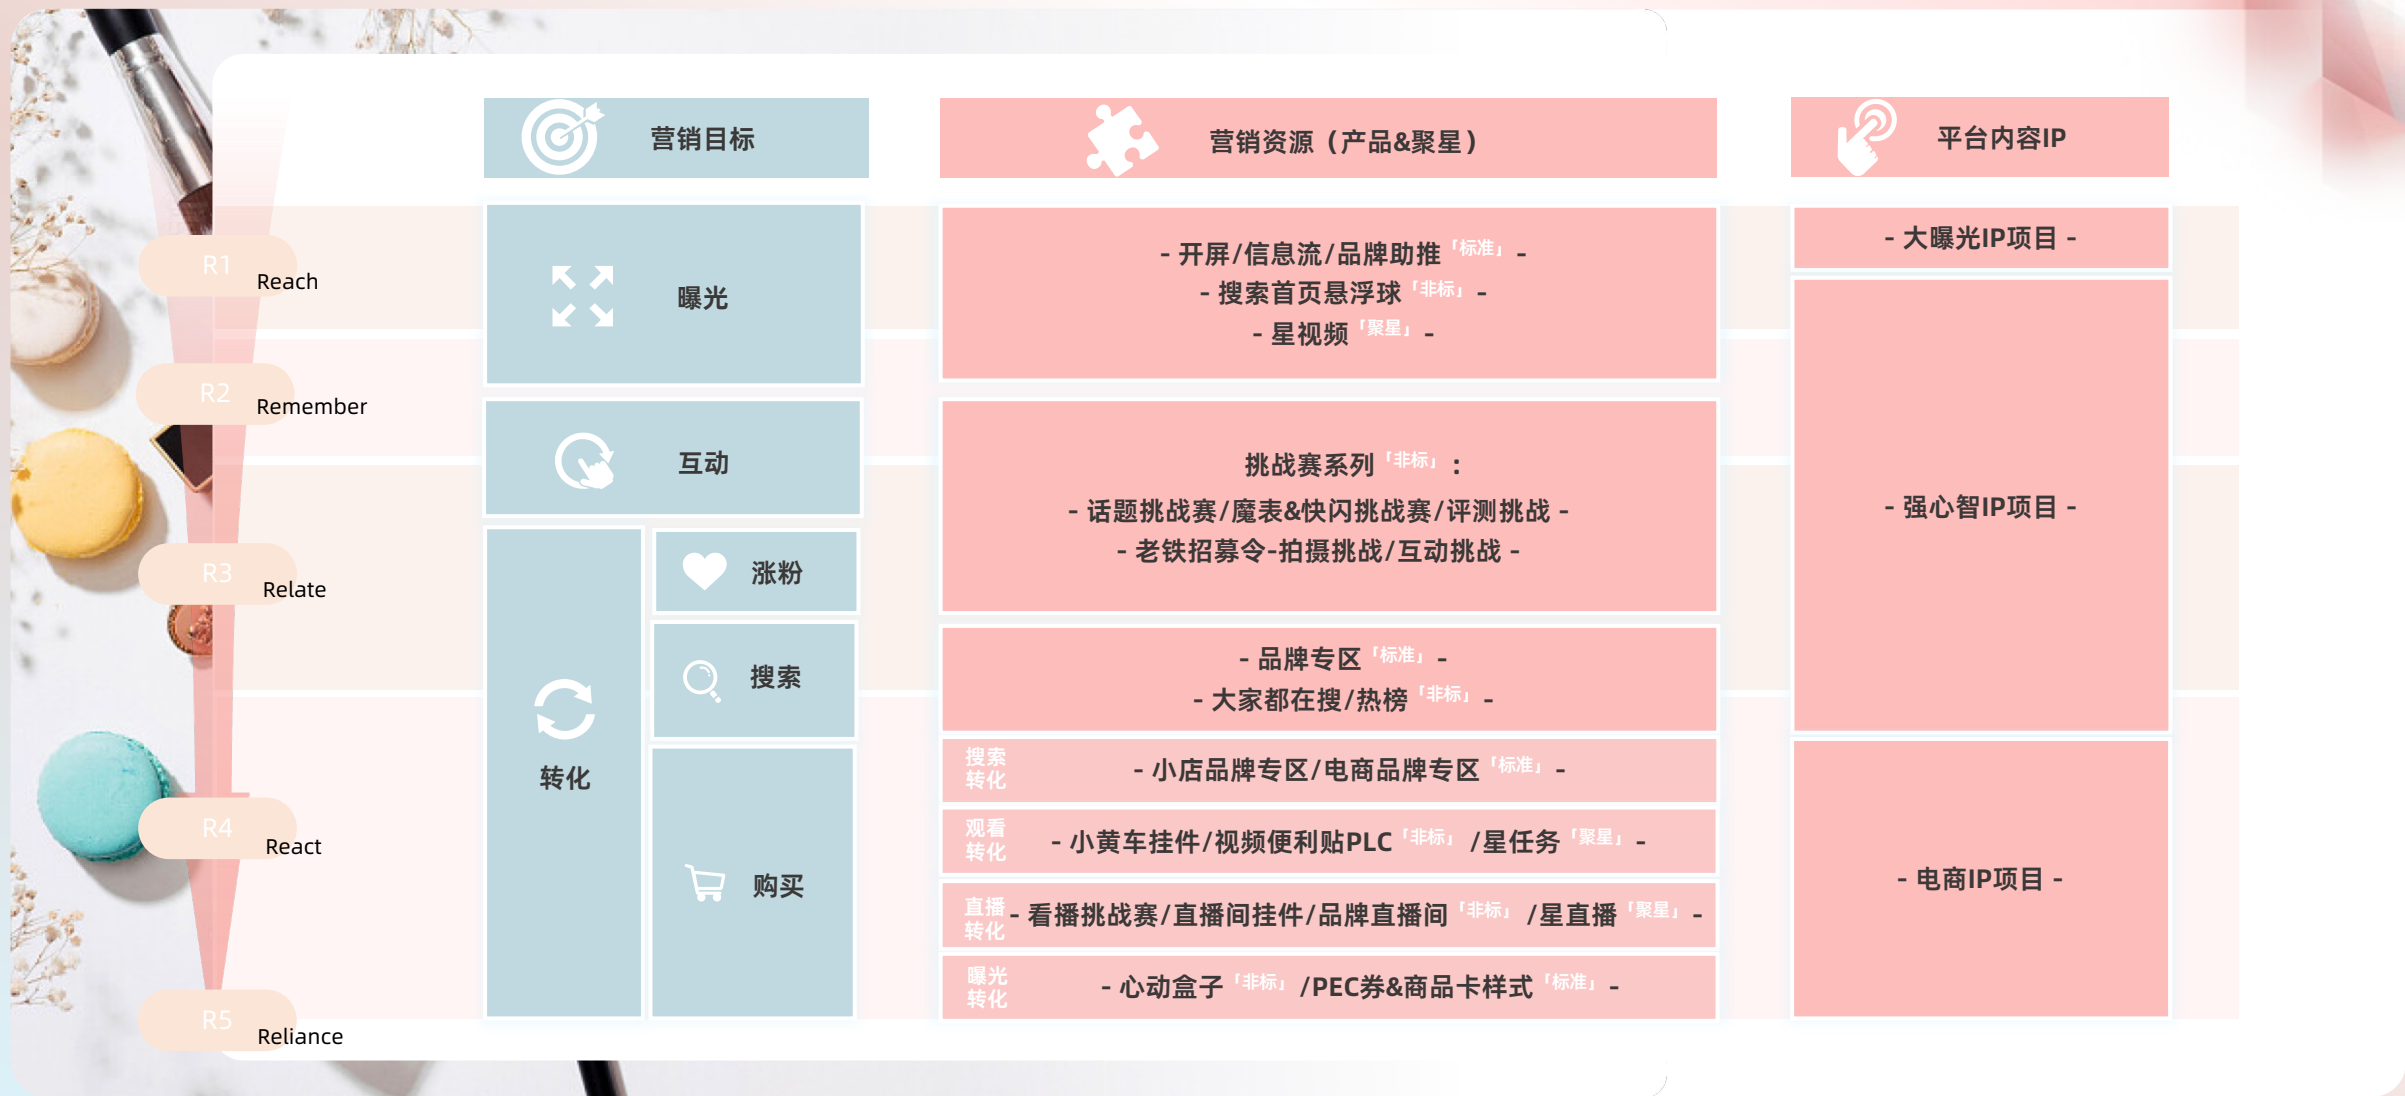 营销目标
营销资源（产品&聚星）
平台内容IP
R1
Reach
R2
Remember
R3
Relate
R4
React
R5
Reliance
曝光
互动
转化
涨粉
搜索
购买
- 开屏/信息流/品牌助推「标准」 -
- 搜索首页悬浮球「非标」 -
- 星视频「聚星」 -
挑战赛系列「非标」：
- 话题挑战赛/魔表&快闪挑战赛/评测挑战 -
- 老铁招募令-拍摄挑战/互动挑战 -
- 品牌专区「标准」 -
- 大家都在搜/热榜「非标」 -
搜索
转化
- 小店品牌专区/电商品牌专区「标准」 -
观看
转化
- 小黄车挂件/视频便利贴PLC「非标」 /星任务「聚星」 -
直播
转化
- 看播挑战赛/直播间挂件/品牌直播间「非标」 /星直播「聚星」 -
曝光
转化
- 心动盒子「非标」 /PEC券&商品卡样式「标准」 -
- 大曝光IP项目 -
- 强心智IP项目 -
- 电商IP项目 -